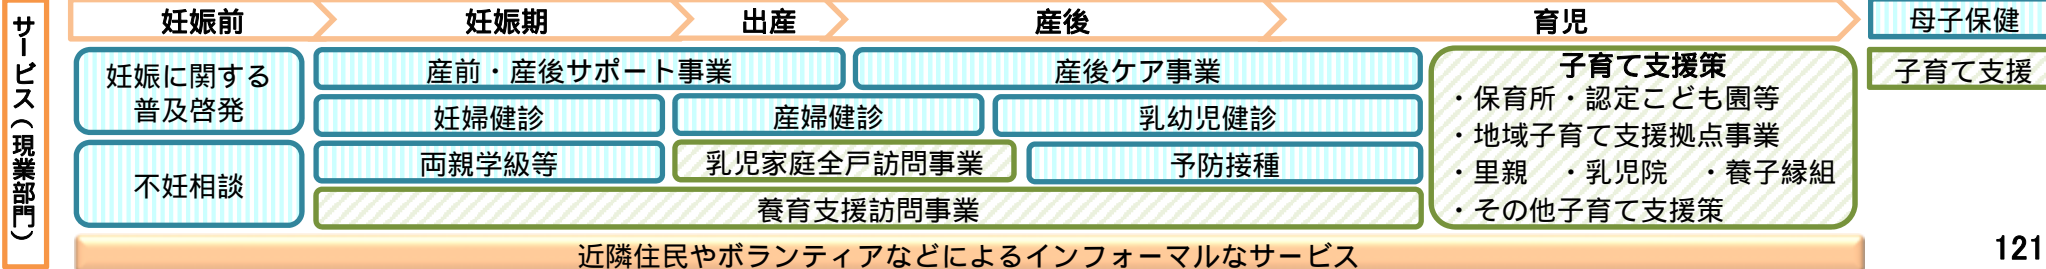 サービス（現業部門）
妊娠前
妊娠期
出産
産後
育児
母子保健
子育て支援
妊娠に関する
普及啓発
不妊相談
産前・産後サポート事業
産後ケア事業
妊婦健診
産婦健診
乳幼児健診
両親学級等
乳児家庭全戸訪問事業
予防接種
養育支援訪問事業
子育て支援策
・保育所・認定こども園等
・地域子育て支援拠点事業
・里親　・乳児院　・養子縁組
・その他子育て支援策
近隣住民やボランティアなどによるインフォーマルなサービス
121